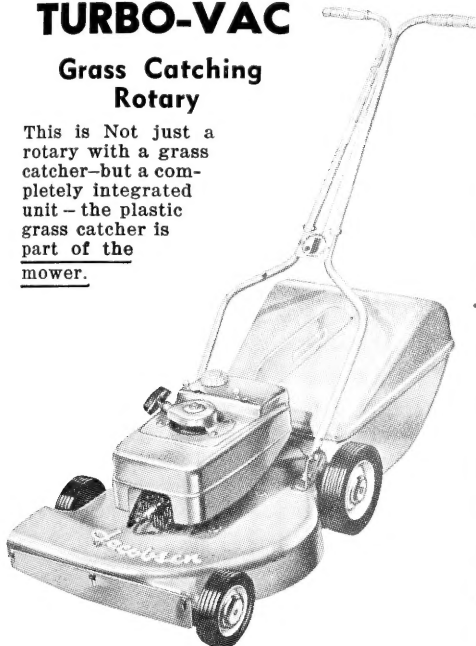 TURBO-VAC
Grass Catching
Rotary
This is Not just a
rotary with a grass
catcher—but a com-
pletely integrated
unit — the plastic
grass catcher is
part of the
mower.
Jacobsen